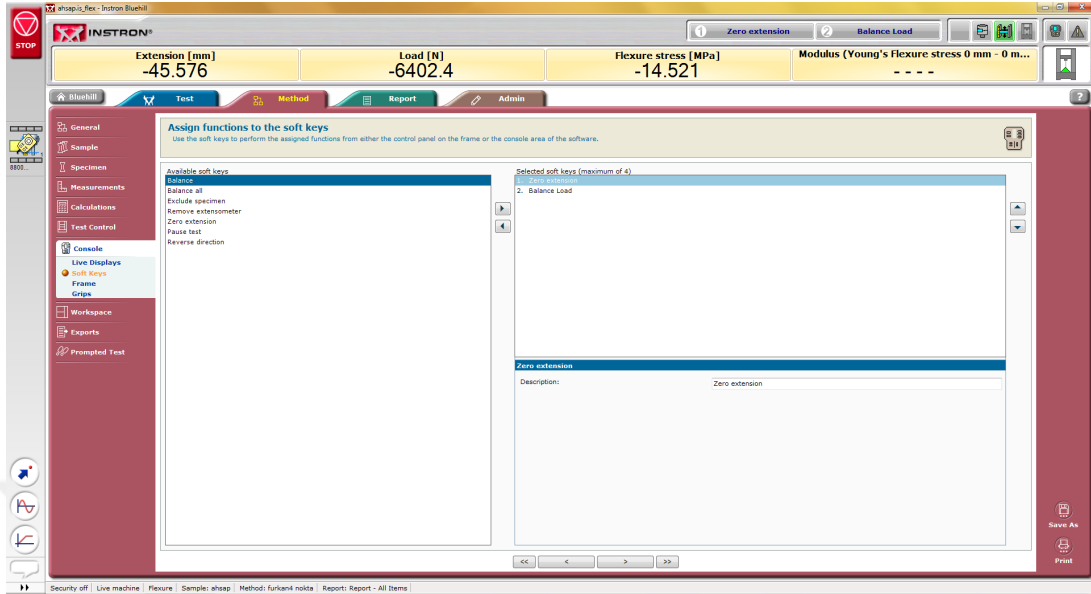 ahsap.is_flex - Instron Bluehill
STOP
INSTRON®
1 Zero extension 2 Balance Load
Extension [mm] Load [N] Flexure stress [MPa] Modulus (Young's Flexure stress 0 mm - 0 m...
-45.576 -6402.4 -14.521 - - - -
Bluehill Test Method Report Admin ?
8800...
General
Sample
Specimen
Measurements
Calculations
Test Control
Console
Live Displays
Soft Keys
Frame
Grips
Workspace
Exports
Prompted Test
Assign functions to the soft keys
Use the soft keys to perform the assigned functions from either the control panel on the frame or the console area of the software.
Available soft keys
Balance
Balance all
Exclude specimen
Remove extensometer
Zero extension
Pause test
Reverse direction
Selected soft keys (maximum of 4)
1. Zero extension
2. Balance Load
Zero extension
Description: Zero extension
<< < > >>
Save As
Print
Security off Live machine Flexure Sample: ahsap Method: furkan4 nokta Report: Report - All Items